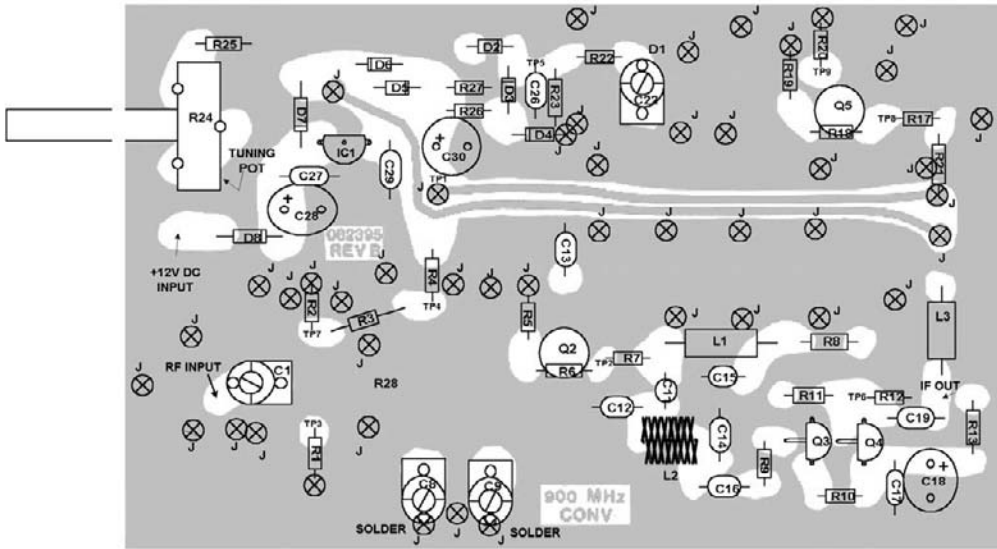 J
J
J
J
J
R25
D2
R22
D1
R20
R19
TP9
D6
D5
R27
R26
D3
TP5
C26
R23
D4
C22
R24
D7
IC1
C30
Q5
R18
TP8
R17
R21
J
TUNING
POT
C27
C29
TP1
C28
+
+
D8
082395
REV B
C13
+12V DC
INPUT
R2
R3
R4
TP4
TP7
R5
Q2
R6
TP2
R7
L1
R8
L3
RF INPUT
C1
R28
C11
C15
C12
R11
TP6
R12
IF OUT
C19
TP3
R1
C14
L2
R9
Q3
Q4
R13
C8
C9
C16
R10
C17
C18
+
900 MHz
CONV
SOLDER
SOLDER